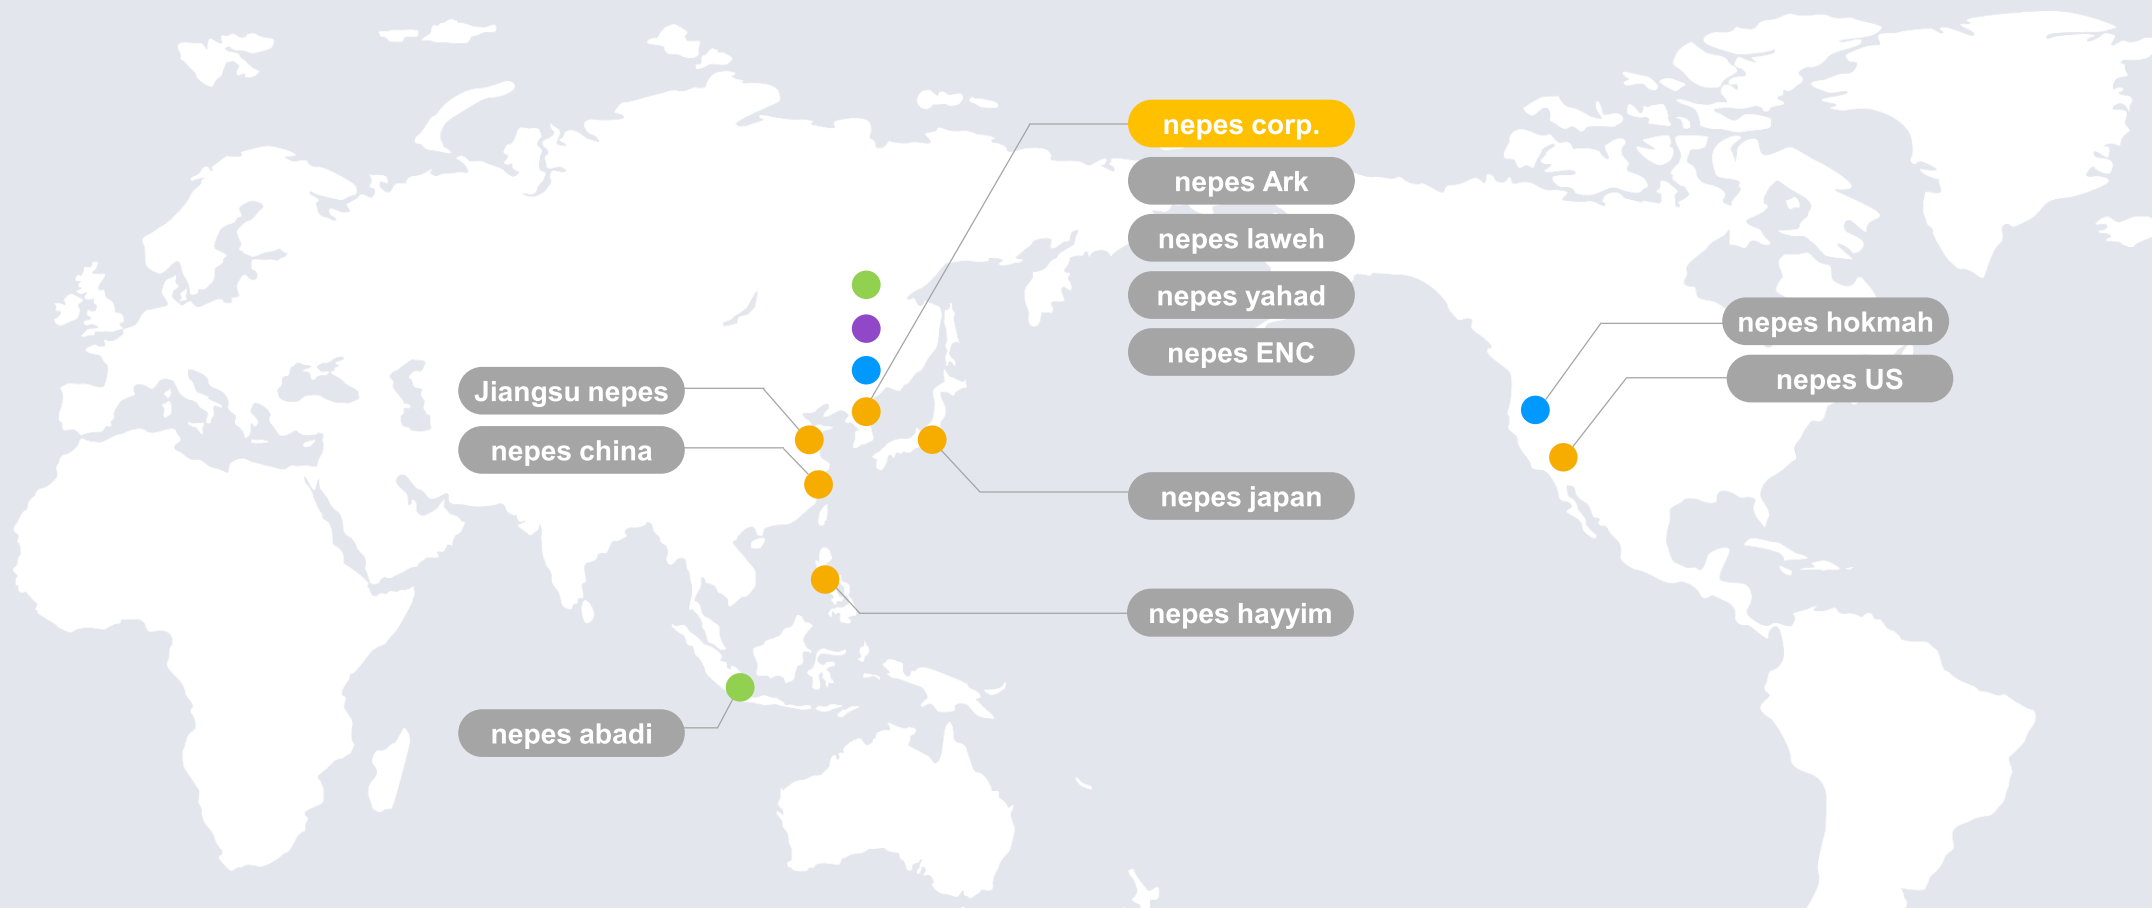 nepes corp.
nepes Ark
nepes laweh
nepes yahad
nepes ENC
nepes hokmah
nepes US
Jiangsu nepes
nepes china
nepes japan
nepes hayyim
nepes abadi